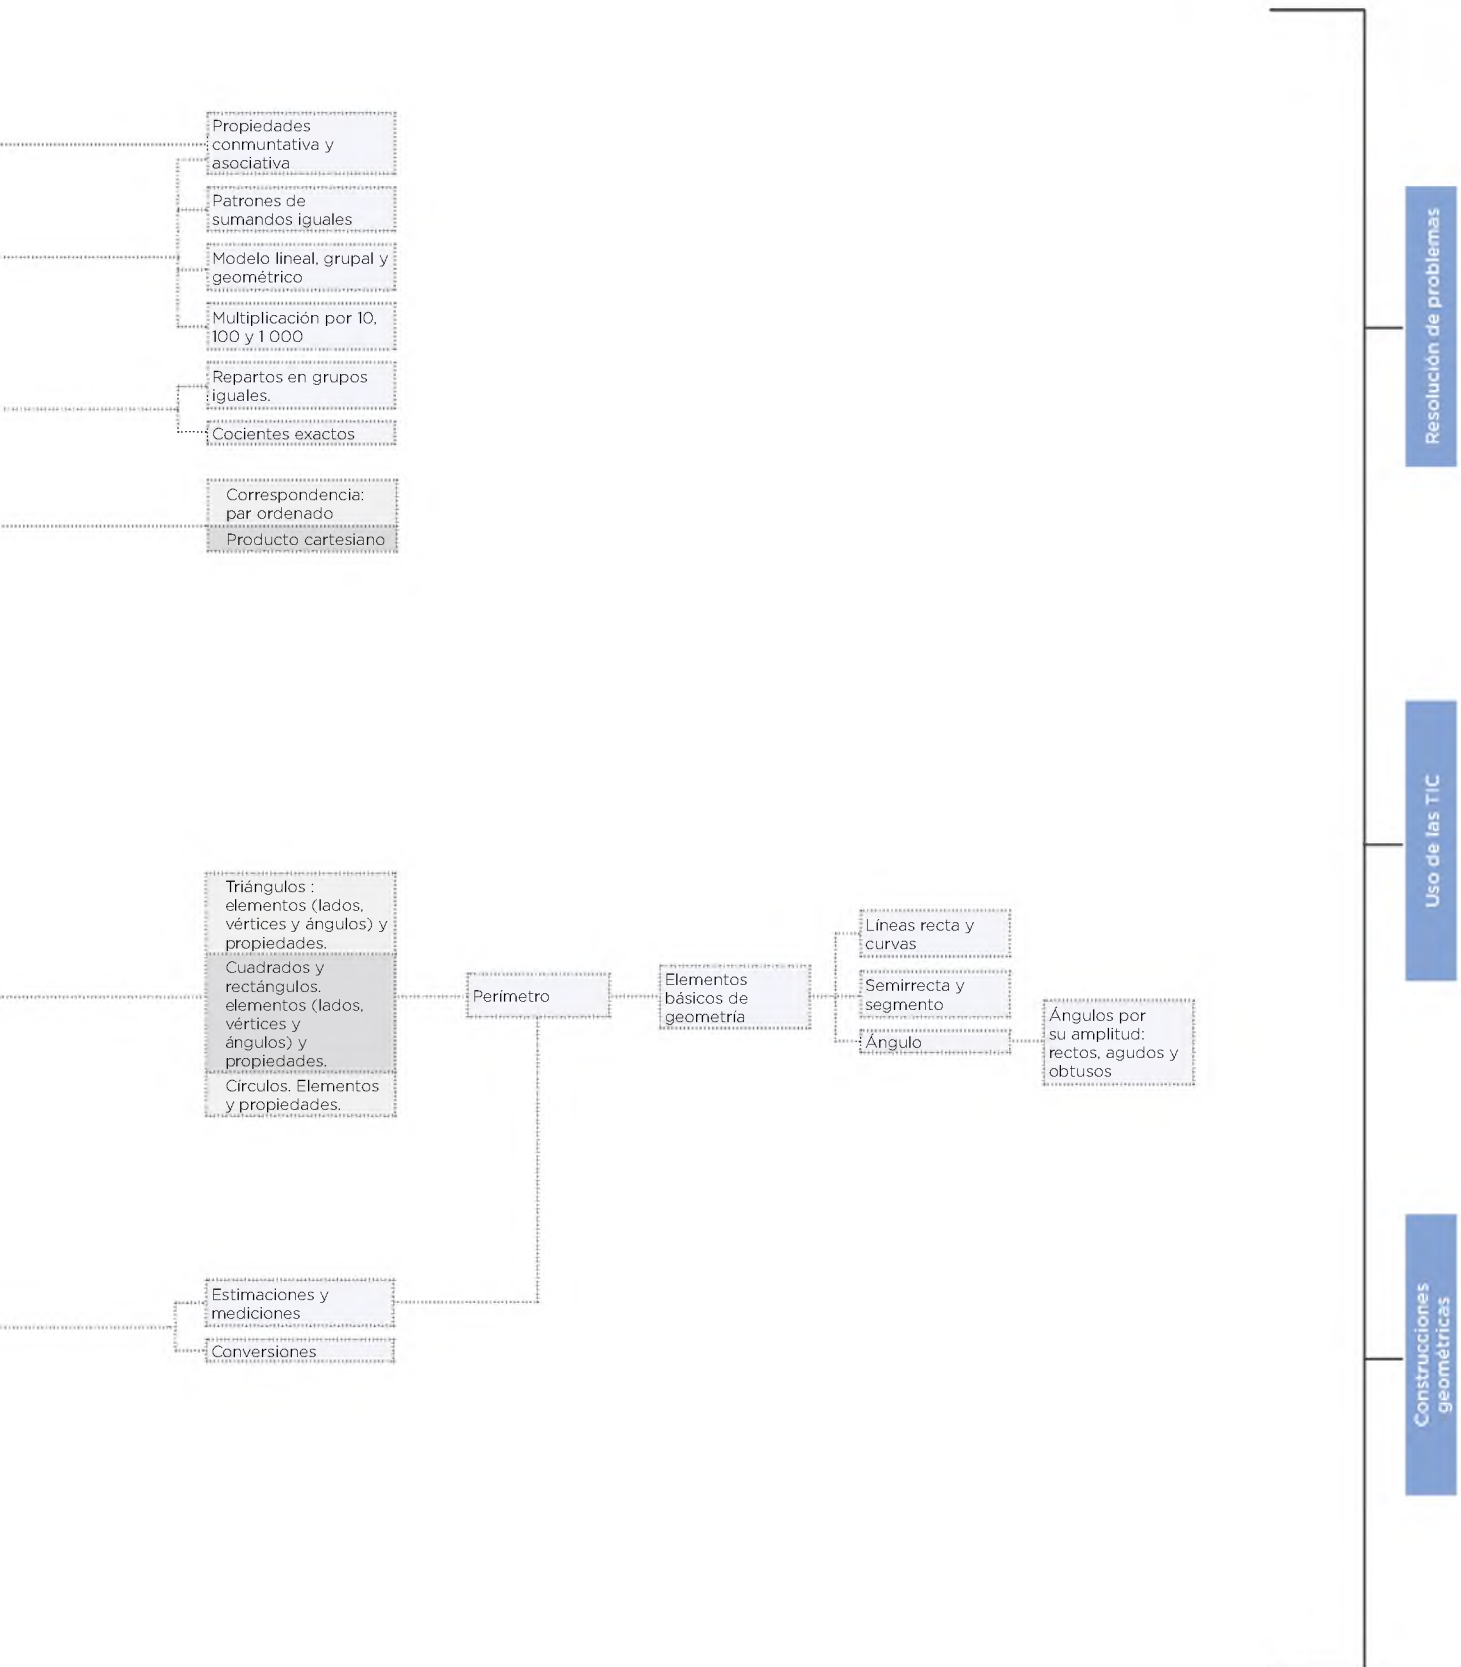 Propiedades
conmuntativa y
asociativa
Patrones de
sumandos iguales
Modelo lineal, grupal y
geométrico
Multiplicación por 10,
100 y 1 000
Repartos en grupos
iguales.
Cocientes exactos
Correspondencia:
par ordenado
Producto cartesiano
Triángulos :
elementos (lados,
vértices y ángulos) y
propiedades.
Cuadrados y
rectángulos.
elementos (lados,
vértices y
ángulos) y
propiedades.
Círculos. Elementos
y propiedades.
Perímetro
Elementos
básicos de
geometría
Líneas recta y
curvas
Semirrecta y
segmento
Ángulo
Ángulos por
su amplitud:
rectos, agudos y
obtusos
Estimaciones y
mediciones
Conversiones
Resolución de problemas
Uso de las TIC
Construcciones
geométricas